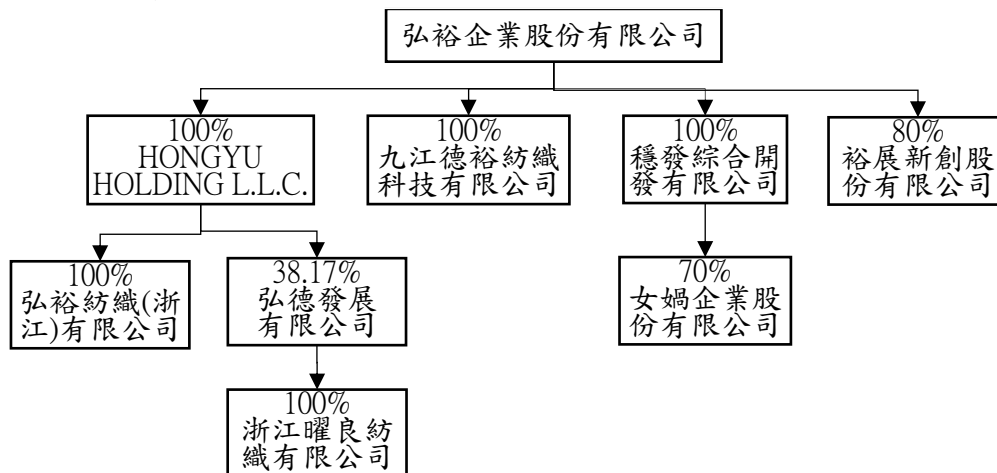 弘裕企業股份有限公司
100%
HONGYU
HOLDING L.L.C.
100%
九江德裕紡織
科技有限公司
100%
穩發綜合開
發有限公司
80%
裕展新創股
份有限公司
100%
弘裕紡織(浙
江)有限公司
38.17%
弘德發展
有限公司
70%
女媧企業股
份有限公司
100%
浙江曜良紡
織有限公司